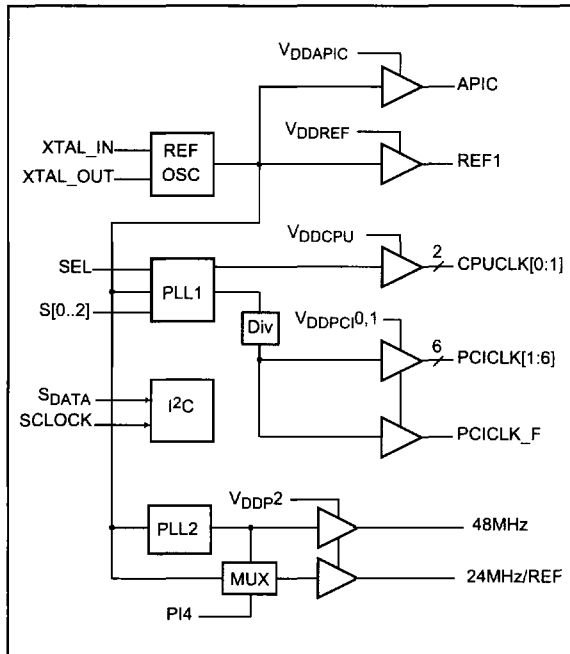 VDDAPIC
APIC
XTAL_IN
XTAL_OUT
REF
OSC
VDDREF
REF1
VDDCPU
2
CPUCLK[0:1]
SEL
S[0..2]
PLL1
Div
VDDPCI0,1
6
PCICLK[1:6]
SDATA
SCLOCK
I2C
PCICLK_F
VDDP2
PLL2
48MHz
MUX
24MHz/REF
PI4